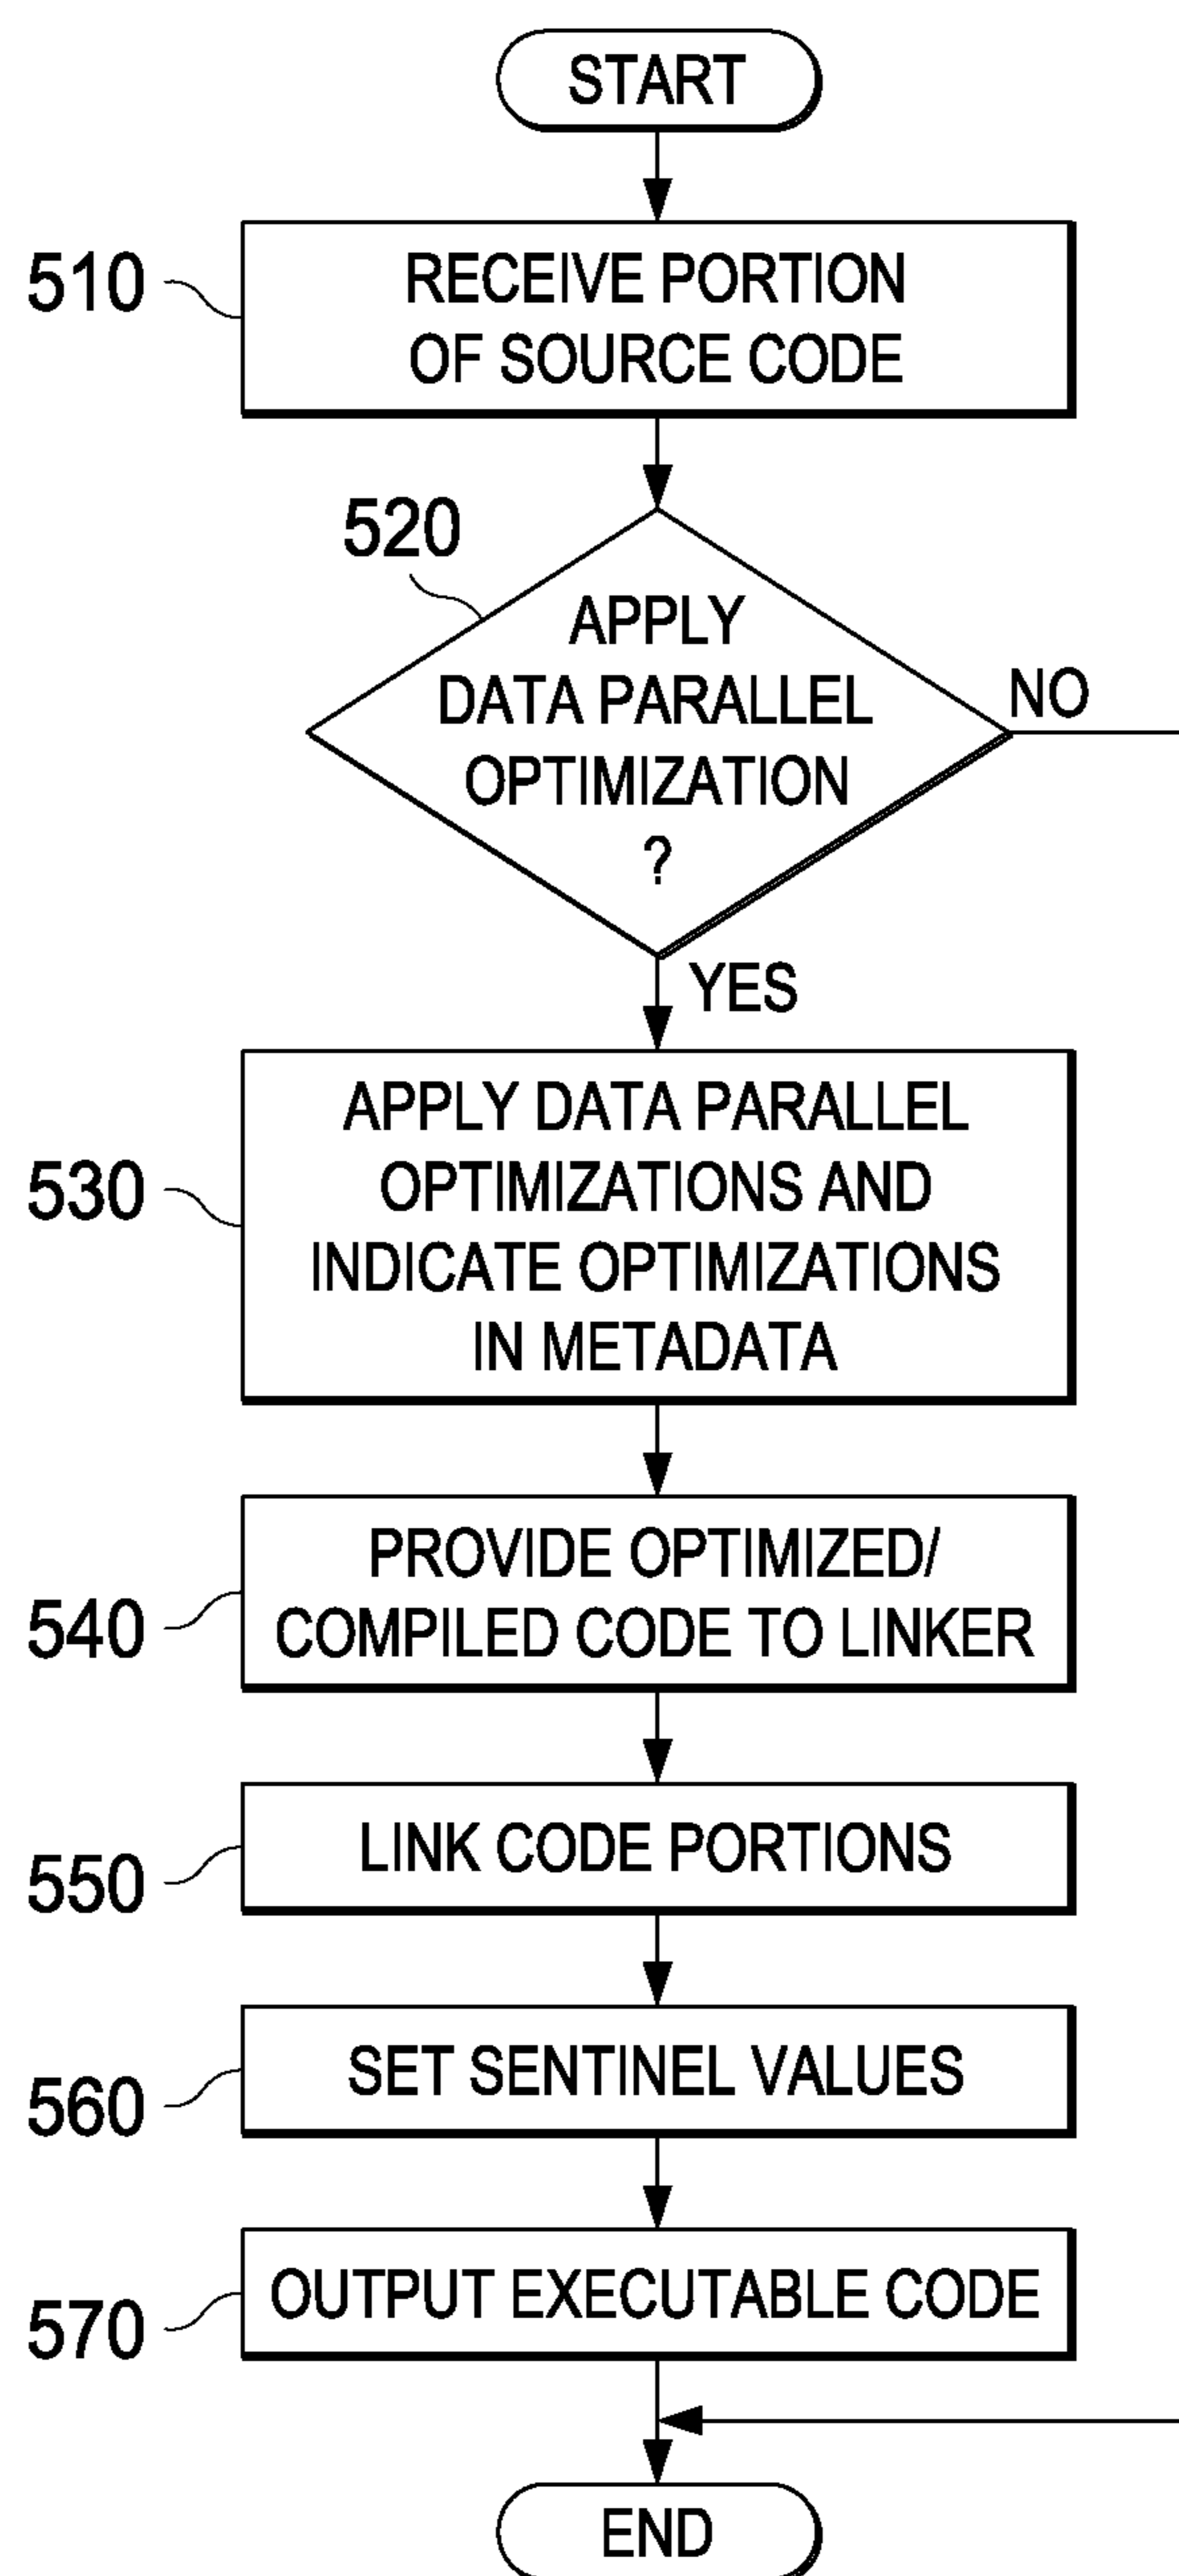 START
510
RECEIVE PORTION
OF SOURCE CODE
520
APPLY
DATA PARALLEL
OPTIMIZATION
?
NO
YES
530
APPLY DATA PARALLEL
OPTIMIZATIONS AND
INDICATE OPTIMIZATIONS
IN METADATA
540
PROVIDE OPTIMIZED/
COMPILED CODE TO LINKER
550
LINK CODE PORTIONS
560
SET SENTINEL VALUES
570
OUTPUT EXECUTABLE CODE
END